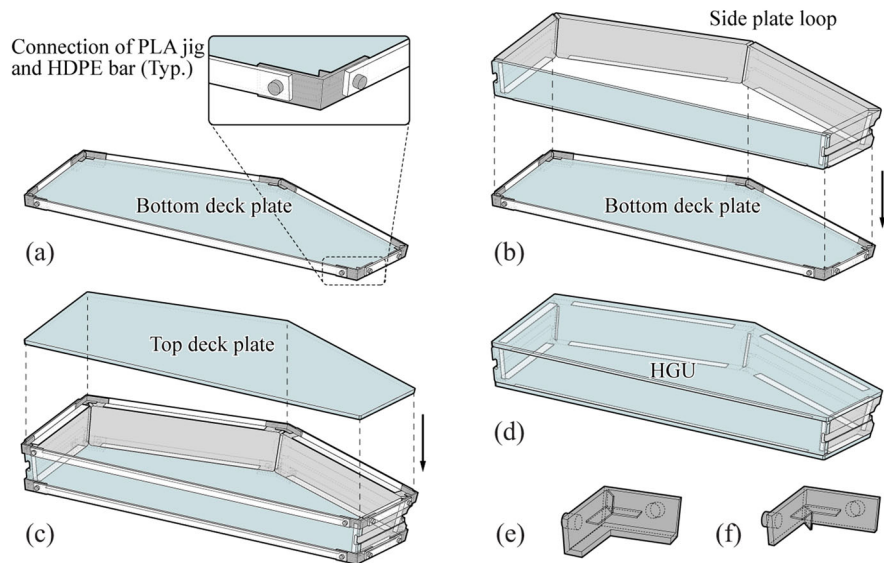 Connection of PLA jig
and HDPE bar (Typ.)
Bottom deck plate
(a)
Side plate loop
Bottom deck plate
(b)
Top deck plate
(c)
HGU
(d)
(e)
(f)